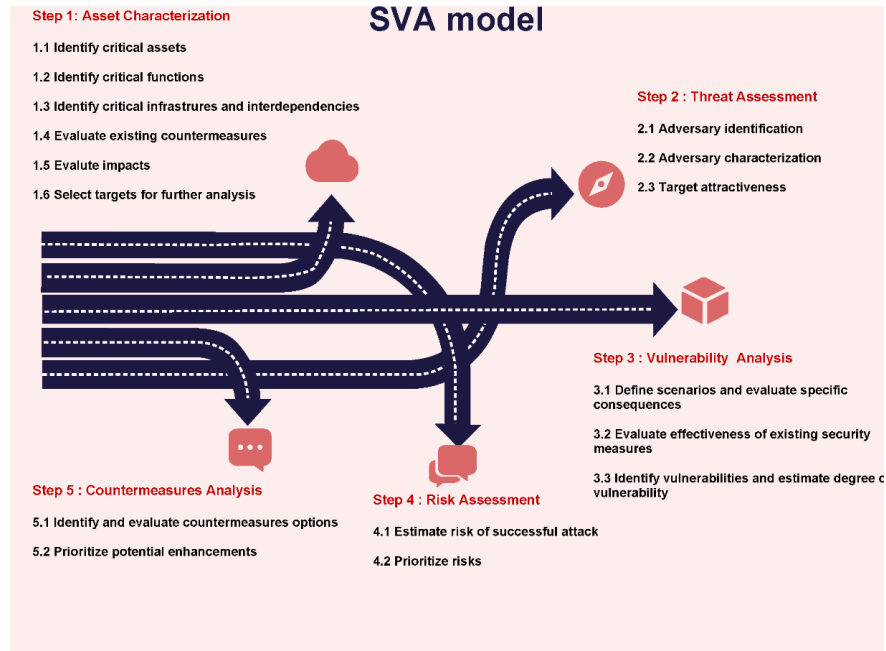 SVA model
Step 1: Asset Characterization
1.1 Identify critical assets
1.2 Identify critical functions
1.3 Identify critical infrastrures and interdependencies
1.4 Evaluate existing countermeasures
1.5 Evalute impacts
1.6 Select targets for further analysis
Step 2 : Threat Assessment
2.1 Adversary identification
2.2 Adversary characterization
2.3 Target attractiveness
Step 3 : Vulnerability Analysis
3.1 Define scenarios and evaluate specific
consequences
3.2 Evaluate effectiveness of existing security
measures
3.3 Identify vulnerabilities and estimate degree
vulnerability
Step 4 : Risk Assessment
4.1 Estimate risk of successful attack
4.2 Prioritize risks
Step 5 : Countermeasures Analysis
5.1 Identify and evaluate countermeasures options
5.2 Prioritize potential enhancements